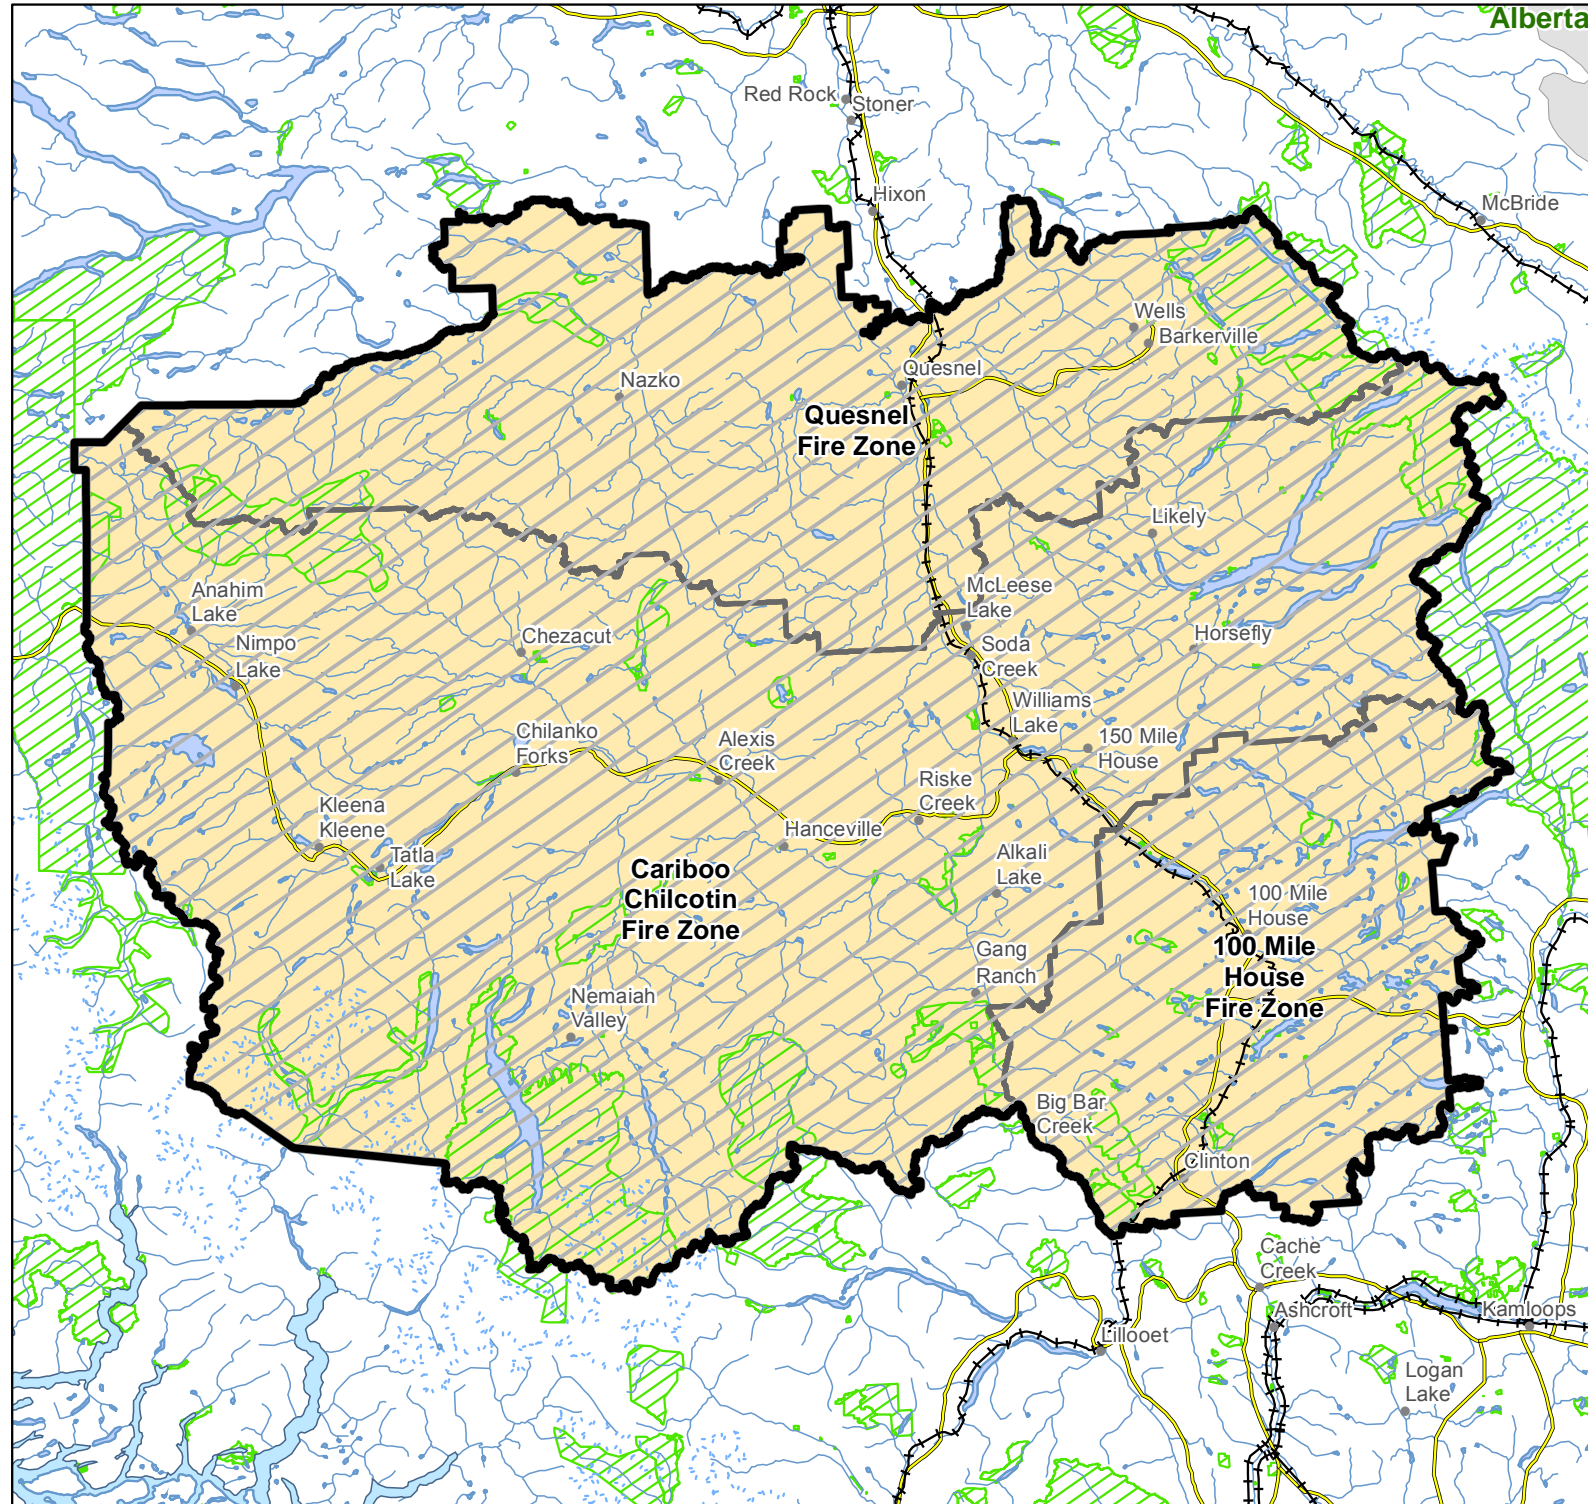 Alberta
Red Rock
Stoner
Hixon
McBride
Wells
Barkerville
Quesnel
Nazko
Quesnel
Fire Zone
Likely
Anahim
Lake
McLeese
Lake
Chezacut
Horsefly
Nimpo
Lake
Soda
Creek
Williams
Lake
Chilanko
Forks
Alexis
Creek
150 Mile
House
Riske
Creek
Kleena
Kleene
Hanceville
Tatla
Lake
Alkali
Lake
Cariboo
Chilcotin
Fire Zone
100 Mile
House
100 Mile
House
Fire Zone
Gang
Ranch
Nemaiah
Valley
Big Bar
Creek
Clinton
Cache
Creek
Ashcroft
Kamloops
Lillooet
Logan
Lake